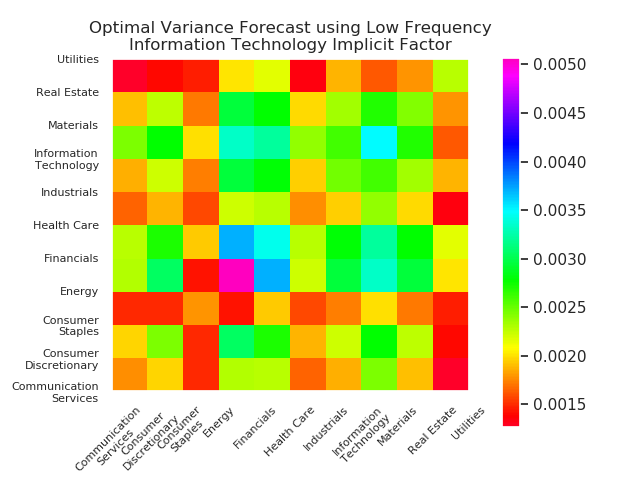 Optimal Variance Forecast using Low Frequency
Information Technology Implicit Factor
Utilities
Real Estate
Materials
Information
Technology
Industrials
Health Care
Financials
Energy
Consumer
Staples
Consumer
Discretionary
Communication
Services
Communication
Services
Consumer
Discretionary
Consumer
Staples
Energy
Financials
Health Care
Industrials
Information
Technology
Materials
Real Estate
Utilities
0.0050
0.0045
0.0040
0.0035
0.0030
0.0025
0.0020
0.0015